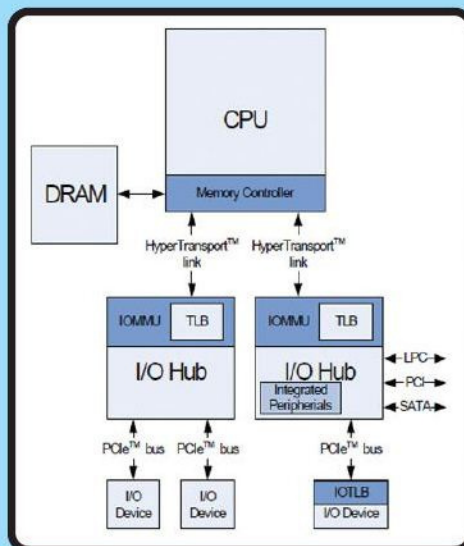 CPU
DRAM
Memory Controller
HyperTransport™ HyperTransport™
link link
IOMMU TLB IOMMU TLB
I/O Hub I/O Hub
LPC
Integrated
Peripherials
PCI
SATA
PCIe™ bus PCIe™ bus PCIe™ bus
I/O I/O IOTLB
Device Device I/O Device